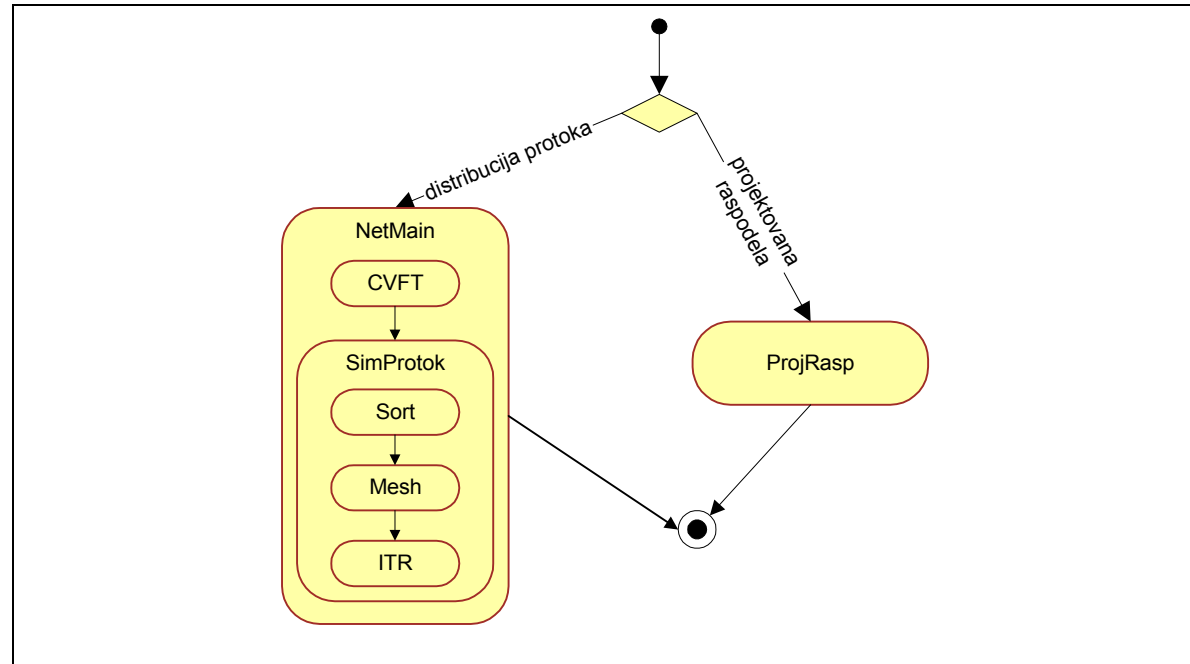 distribucija protoka
projektovana
raspodela
NetMain
CVFT
SimProtok
Sort
Mesh
ITR
ProjRasp